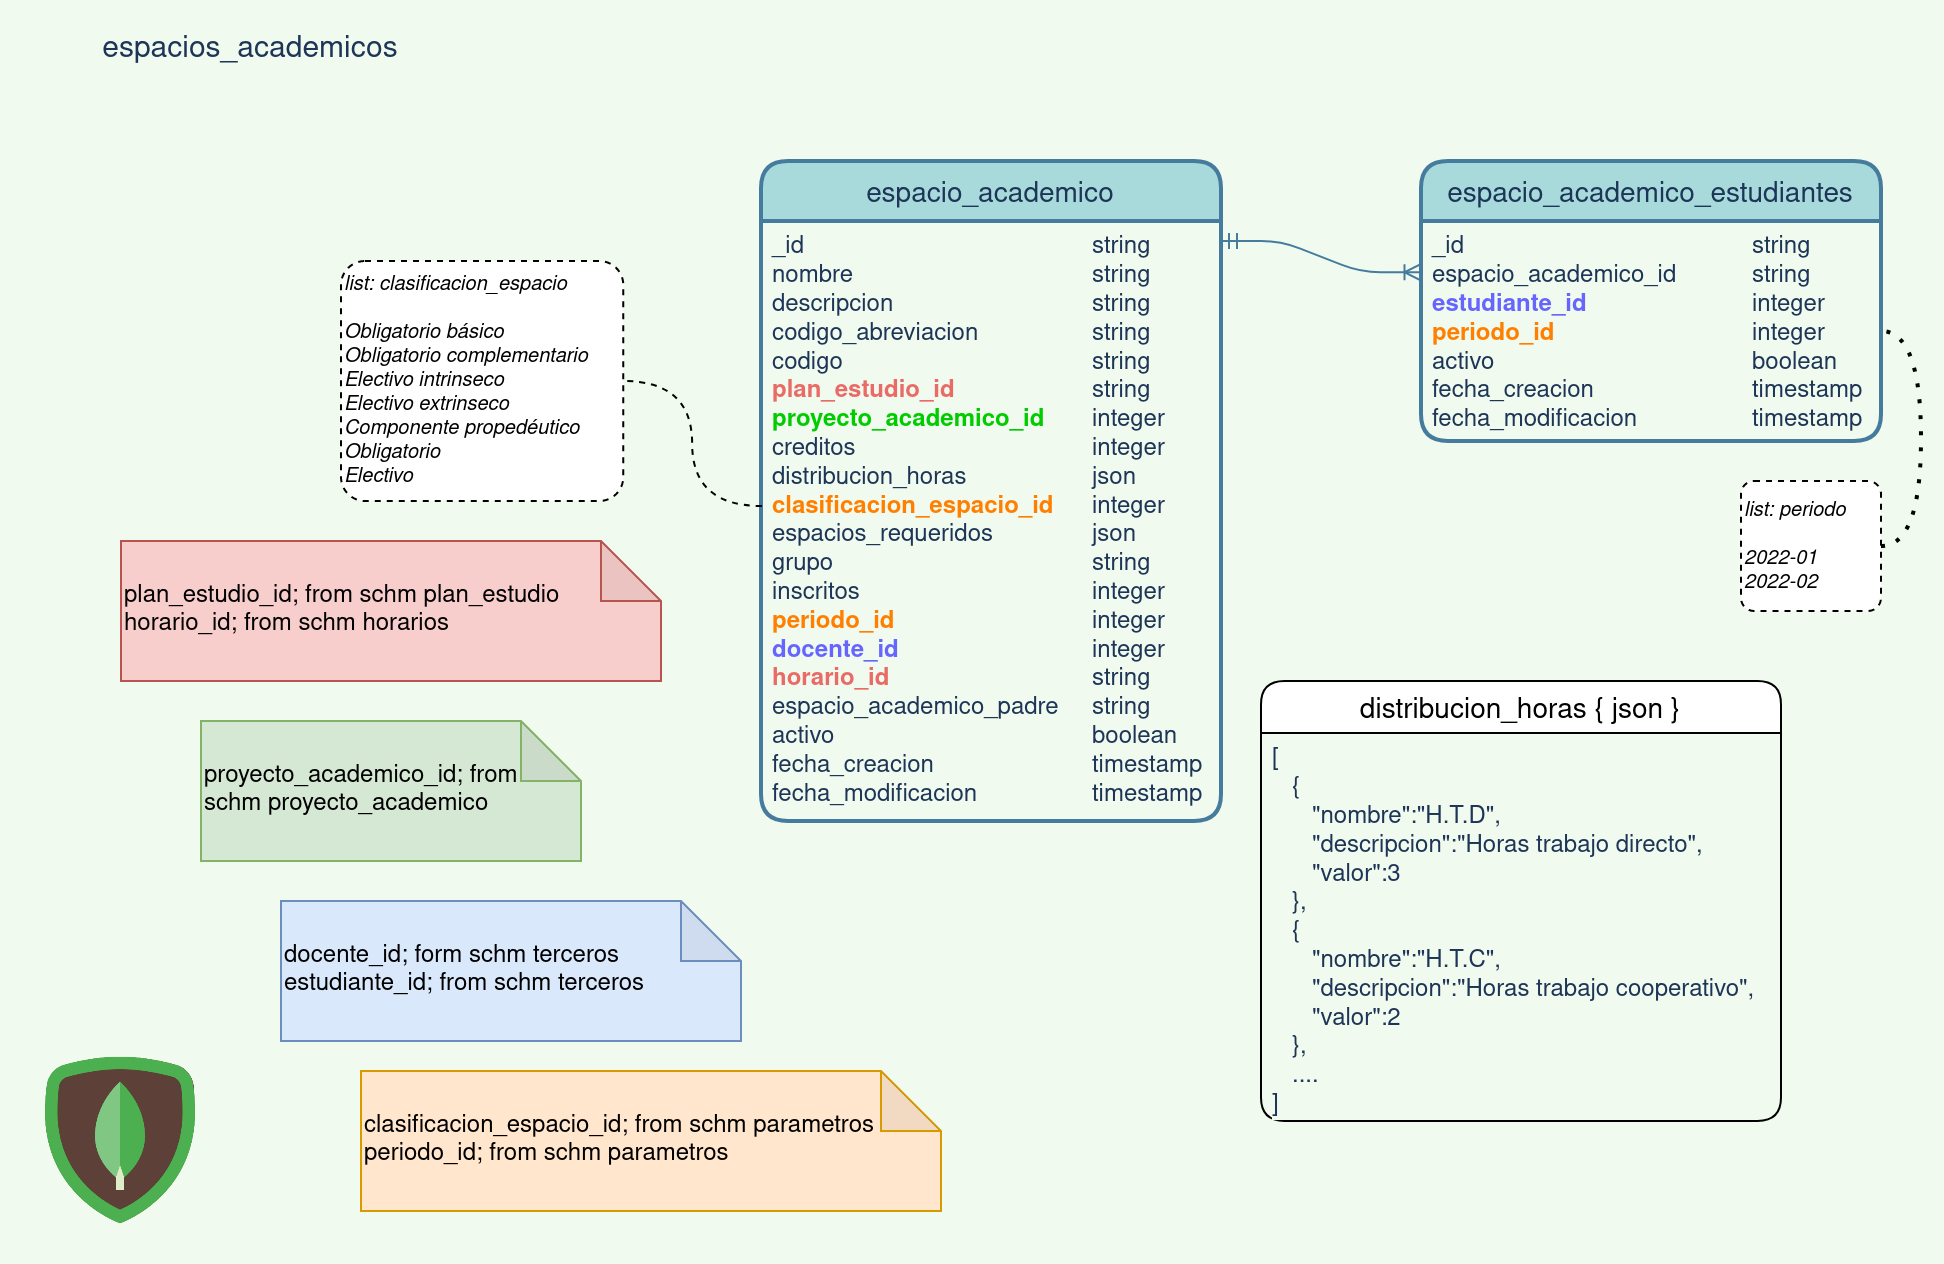 espacios_academicos
espacio_academico
_id string
nombre string
descripcion string
codigo_abreviacion string
codigo string
plan_estudio_id string
proyecto_academico_id integer
creditos integer
distribucion_horas json
clasificacion_espacio_id integer
espacios_requeridos json
grupo string
inscritos integer
periodo_id integer
docente_id integer
horario_id string
espacio_academico_padre string
activo boolean
fecha_creacion timestamp
fecha_modificacion timestamp
espacio_academico_estudiantes
_id string
espacio_academico_id string
estudiante_id integer
periodo_id integer
activo boolean
fecha_creacion timestamp
fecha_modificacion timestamp
list: clasificacion_espacio
Obligatorio básico
Obligatorio complementario
Electivo intrinseco
Electivo extrinseco
Componente propedéutico
Obligatorio
Electivo
list: periodo
2022-01
2022-02
plan_estudio_id; from schm plan_estudio
horario_id; from schm horarios
proyecto_academico_id; from
schm proyecto_academico
docente_id; form schm terceros
estudiante_id; from schm terceros
clasificacion_espacio_id; from schm parametros
periodo_id; from schm parametros
distribucion_horas { json }
[
{
"nombre":"H.T.D",
"descripcion":"Horas trabajo directo",
"valor":3
},
{
"nombre":"H.T.C",
"descripcion":"Horas trabajo cooperativo",
"valor":2
},
....
]